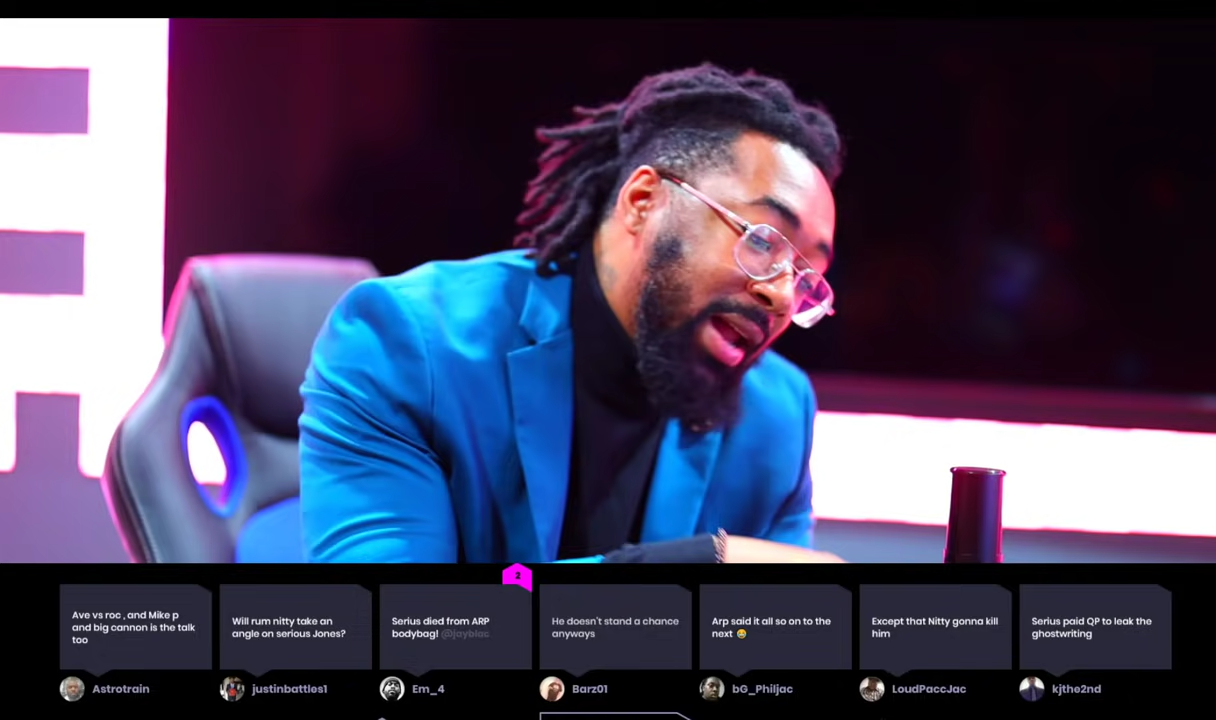 2
Ave vs roc , and Mike p
and big cannon is the talk
too
Will rum nitty take an
angle on serious Jones?
Serius died from ARP
bodybag! @jayblac
He doesn't stand a chance
anyways
Arp said it all so on to the
next 😂
Except that Nitty gonna kill
him
Serius paid QP to leak the
ghostwriting
Astrotrain
justinbattles1
Em_4
Barz01
bG_Philjac
LoudPaccJac
kjthe2nd